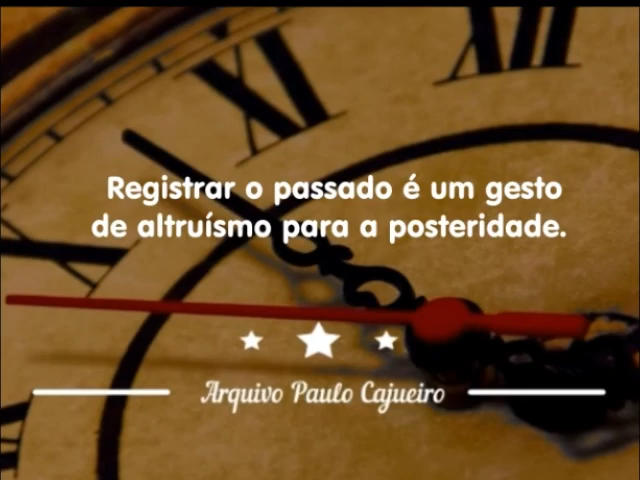 Registrar o passado é um gesto
de altruísmo para a posteridade.
Arquivo Paulo Cajueiro